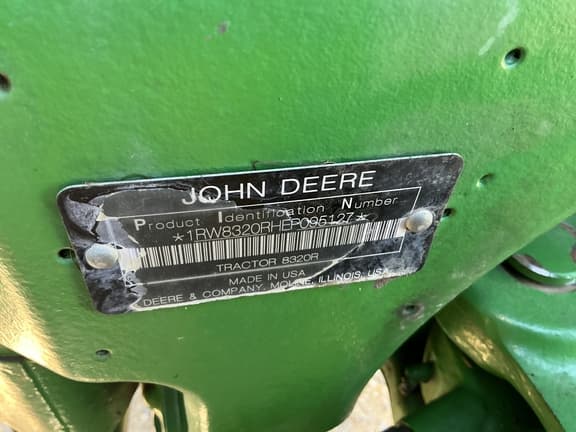 JOHN DEERE
Product Identification Number
*1RW8320RHEP095127*
TRACTOR 8320R
MADE IN USA
DEERE & COMPANY, MOLINE, ILLINOIS, USA